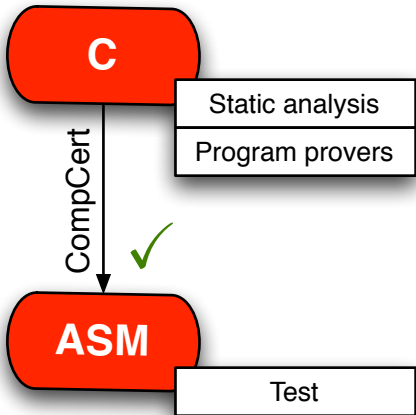 C
Static analysis
Program provers
CompCert
ASM
Test